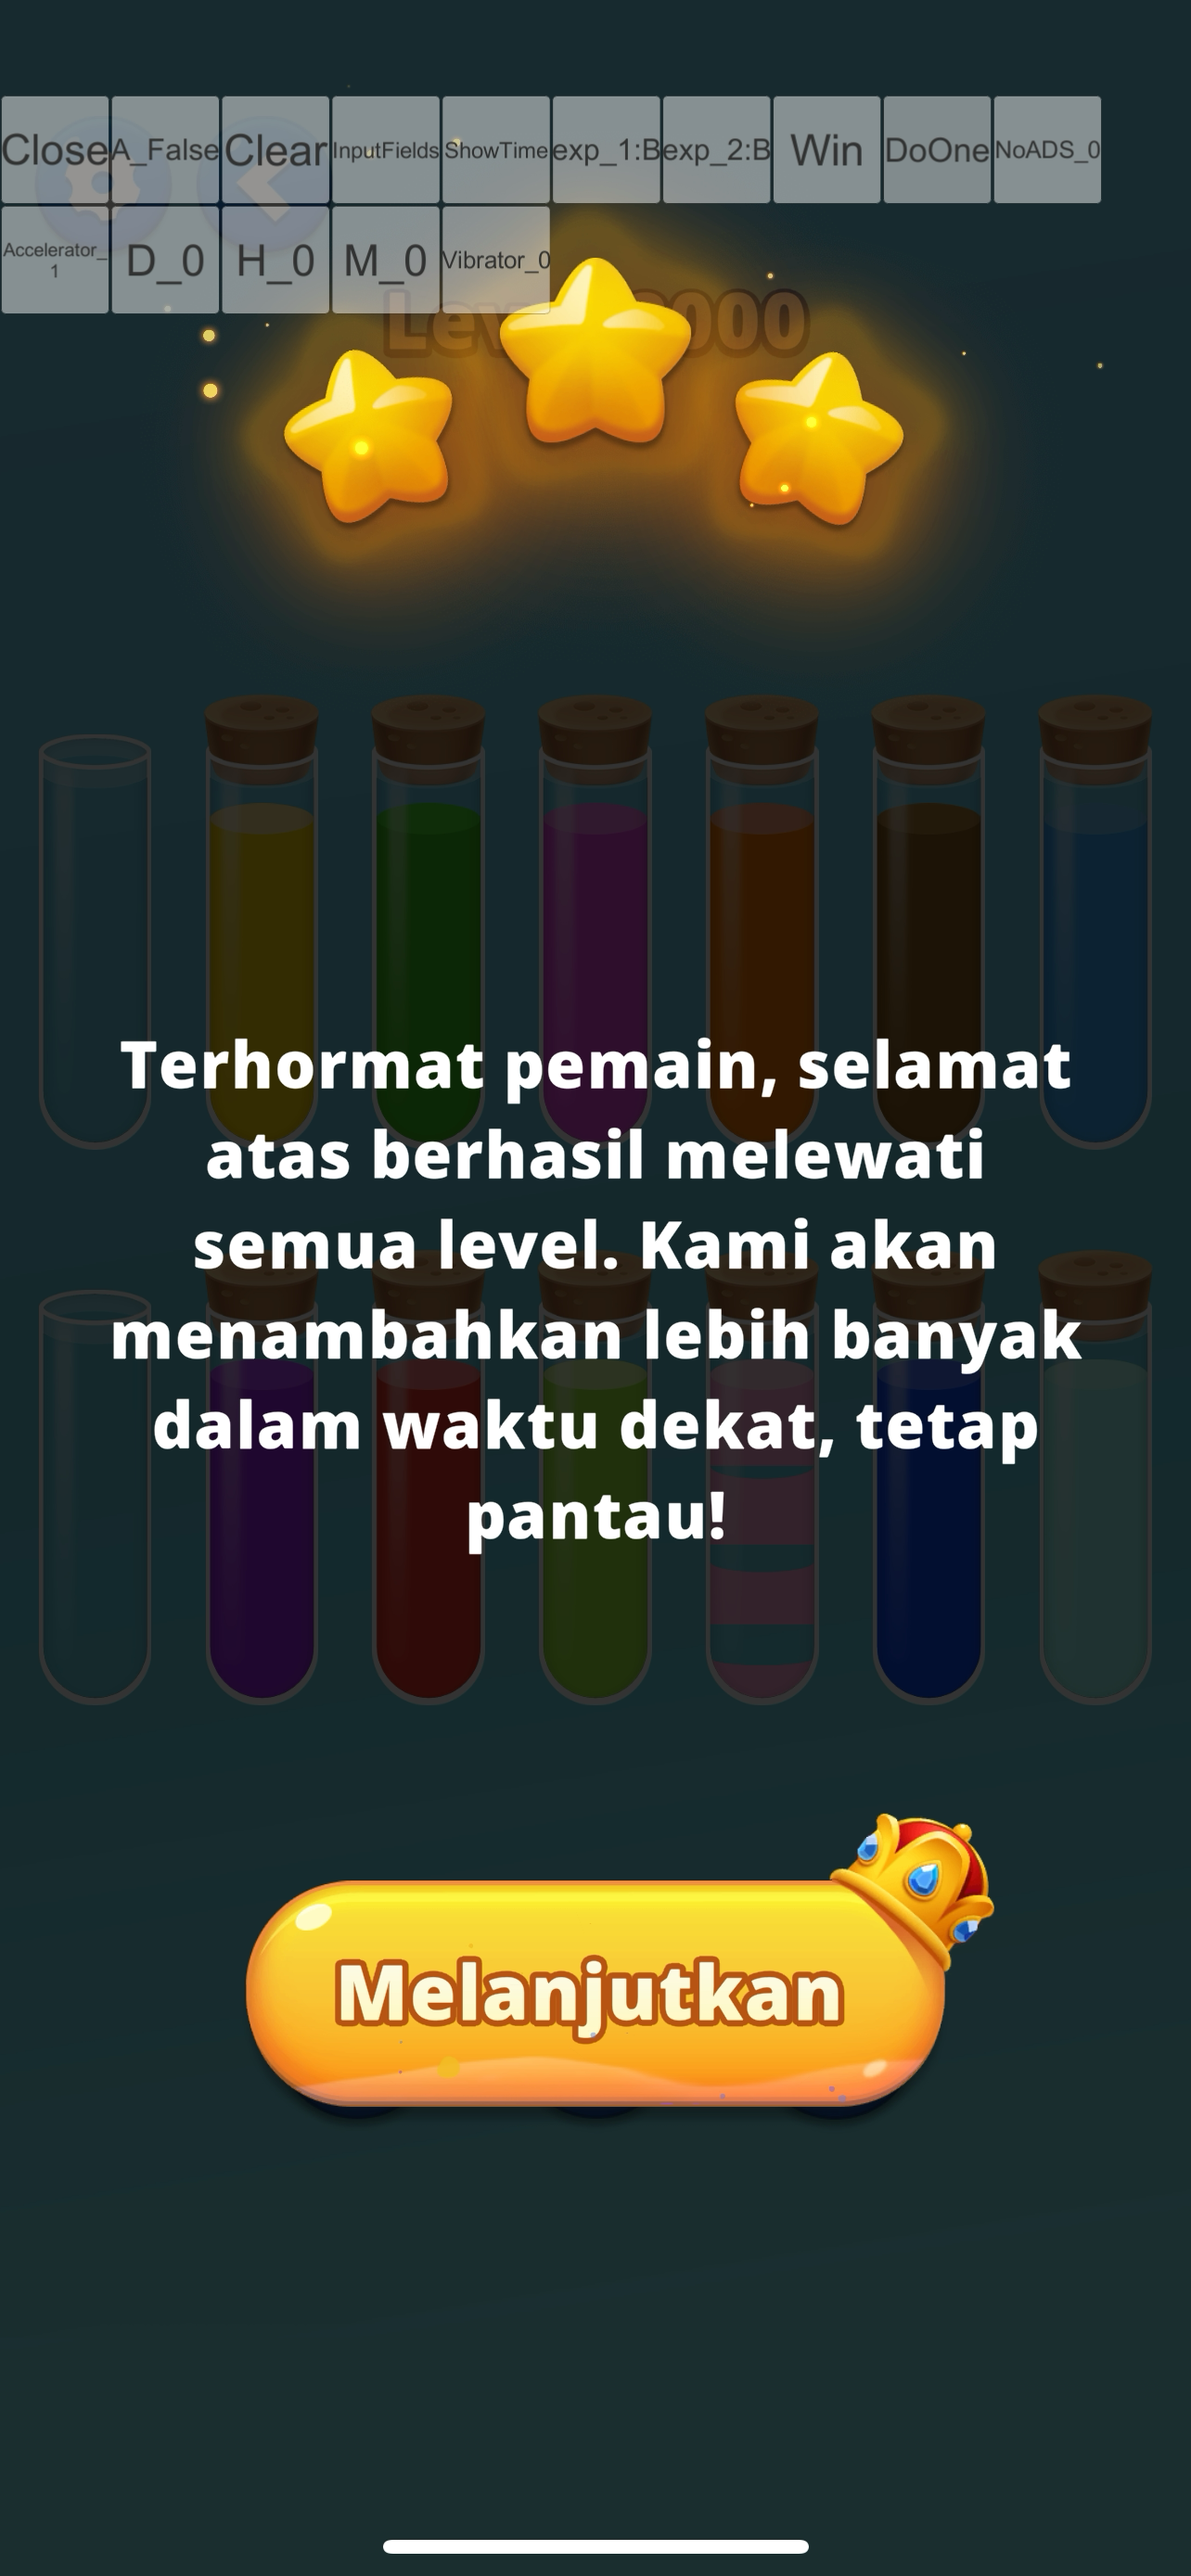 Close A_False Clear InputFields ShowTime exp_1:B exp_2:B Win DoOne NoADS_0
Accelerator_
1
D_0 H_0 M_0 Vibrator_0
Terhormat pemain, selamat
atas berhasil melewati
semua level. Kami akan
menambahkan lebih banyak
dalam waktu dekat, tetap
pantau!
Melanjutkan